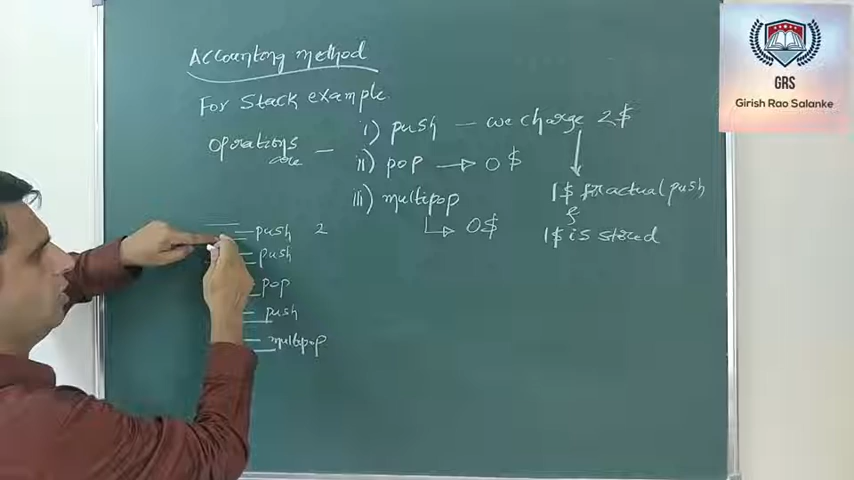 Accounting method
For Stack example
Operations are –
i) push – we charge 2$
ii) pop → 0$
iii) multipop
0$
1$ for actual push
&
1$ is stored
push 2
push
pop
push
multipop
GRS
Girish Rao Salanke